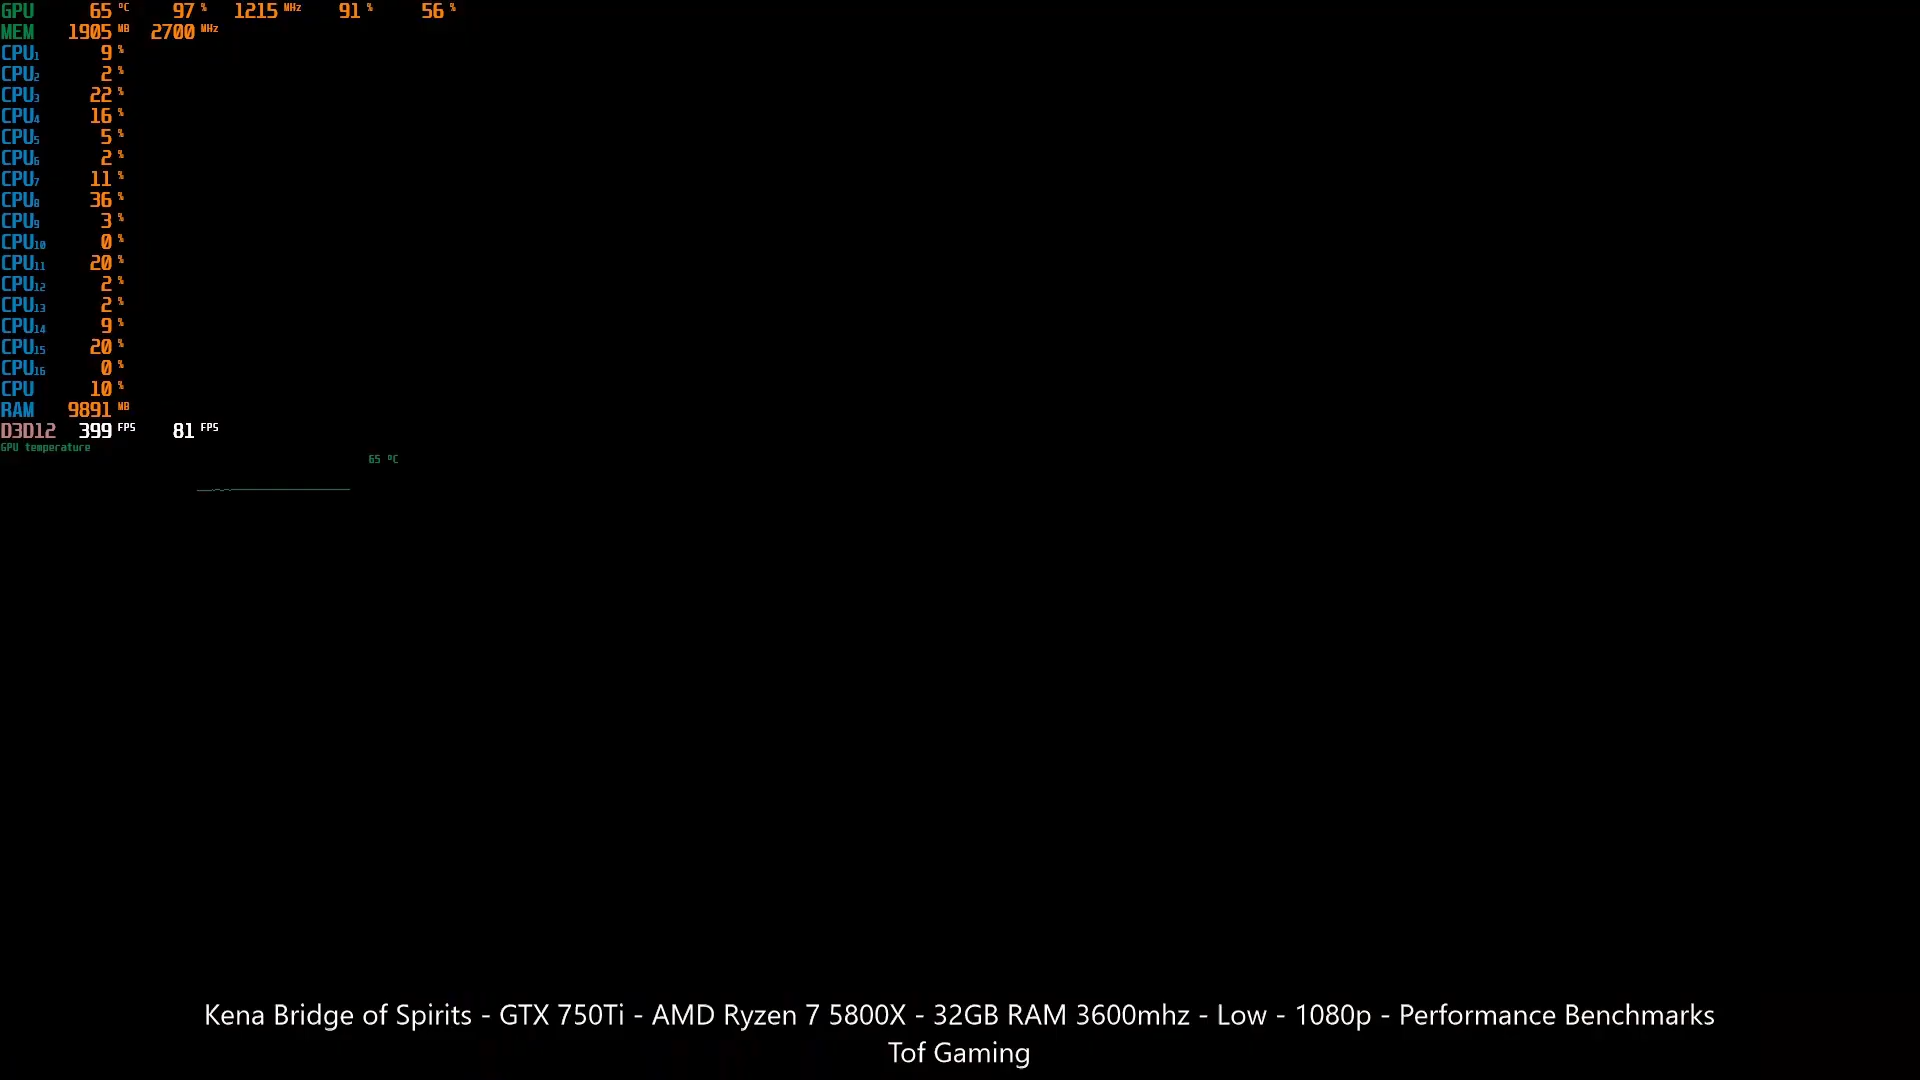 GPU 65 °C 97 % 1215 MHz 91 % 56 %
MEM 1905 MB 2700 MHz
CPU1 9 %
CPU2 2 %
CPU3 22 %
CPU4 16 %
CPU5 5 %
CPU6 2 %
CPU7 11 %
CPU8 36 %
CPU9 3 %
CPU10 0 %
CPU11 20 %
CPU12 2 %
CPU13 2 %
CPU14 9 %
CPU15 20 %
CPU16 0 %
CPU 10 %
RAM 9891 MB
D3D12 399 FPS 81 FPS
GPU temperature
65 °C
Kena Bridge of Spirits - GTX 750Ti - AMD Ryzen 7 5800X - 32GB RAM 3600mhz - Low - 1080p - Performance Benchmarks
Tof Gaming